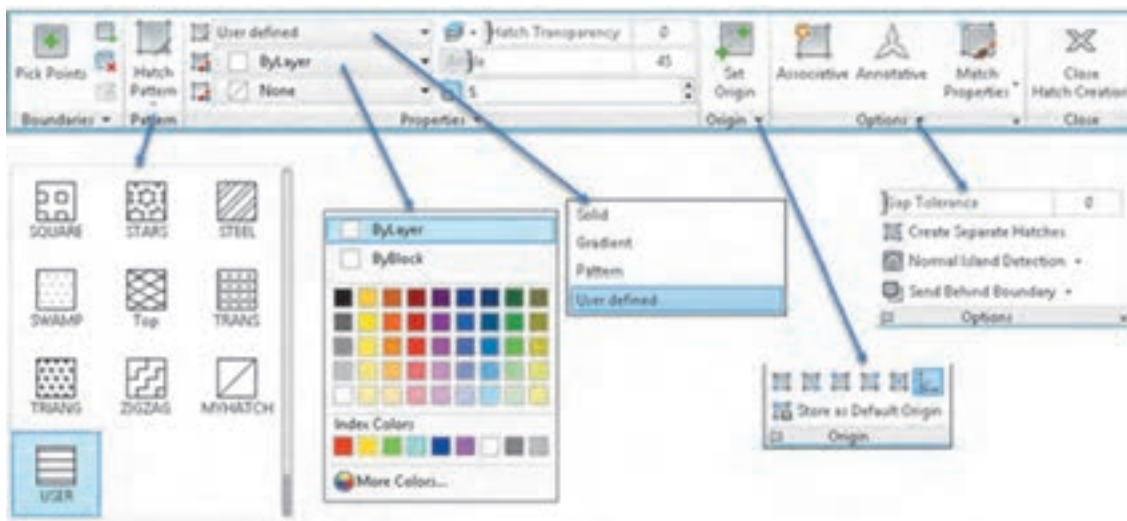 User defined
Hatch Transparency 0
Pick Points
Hatch Pattern
ByLayer
Angle 45
Set Origin
Associative
Annotative
Match Properties
Close Hatch Creation
None
5
Boundaries
Pattern
Properties
Origin
Options
Close
SQUARE
STARS
STEEL
SWAMP
Top
TRANS
TRIANG
ZIGZAG
MYHATCH
USER
ByLayer
ByBlock
Index Colors
More Colors...
Solid
Gradient
Pattern
User defined
Gap Tolerance 0
Create Separate Hatches
Normal Island Detection
Send Behind Boundary
Options
Store as Default Origin
Origin